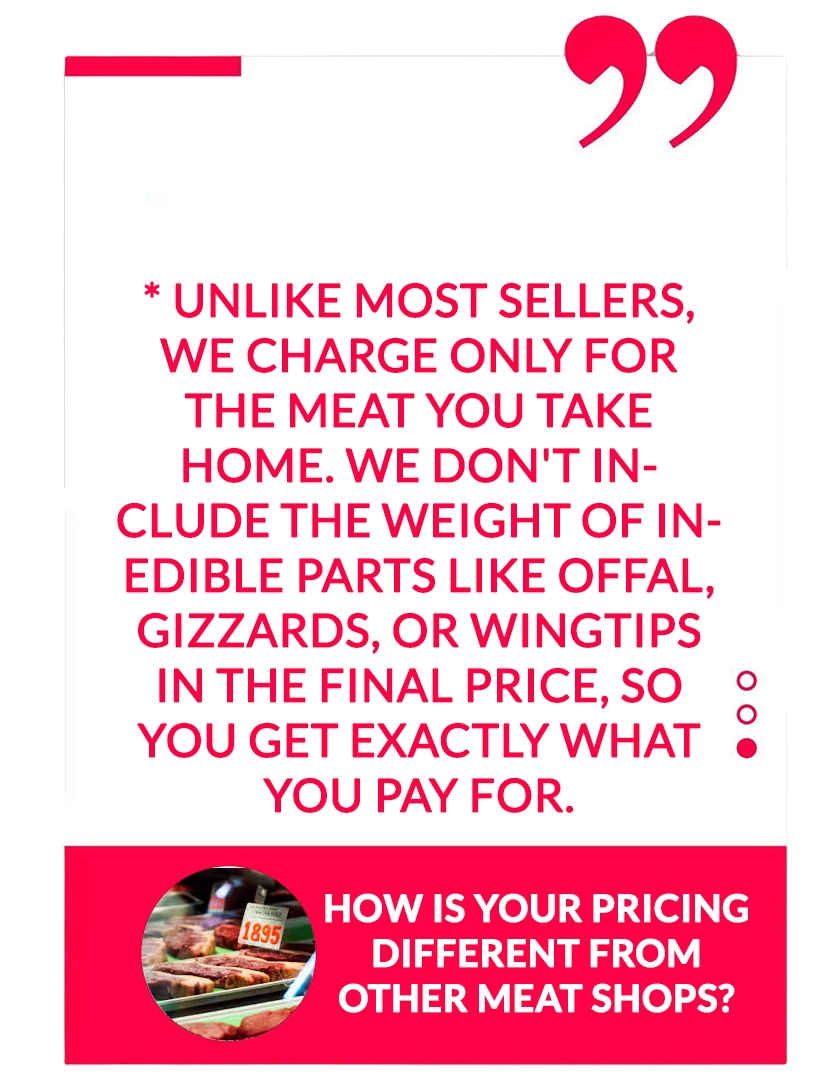 * UNLIKE MOST SELLERS,
WE CHARGE ONLY FOR
THE MEAT YOU TAKE
HOME. WE DON'T IN-
CLUDE THE WEIGHT OF IN-
EDIBLE PARTS LIKE OFFAL,
GIZZARDS, OR WINGTIPS
IN THE FINAL PRICE, SO
YOU GET EXACTLY WHAT
YOU PAY FOR.
1895
HOW IS YOUR PRICING
DIFFERENT FROM
OTHER MEAT SHOPS?